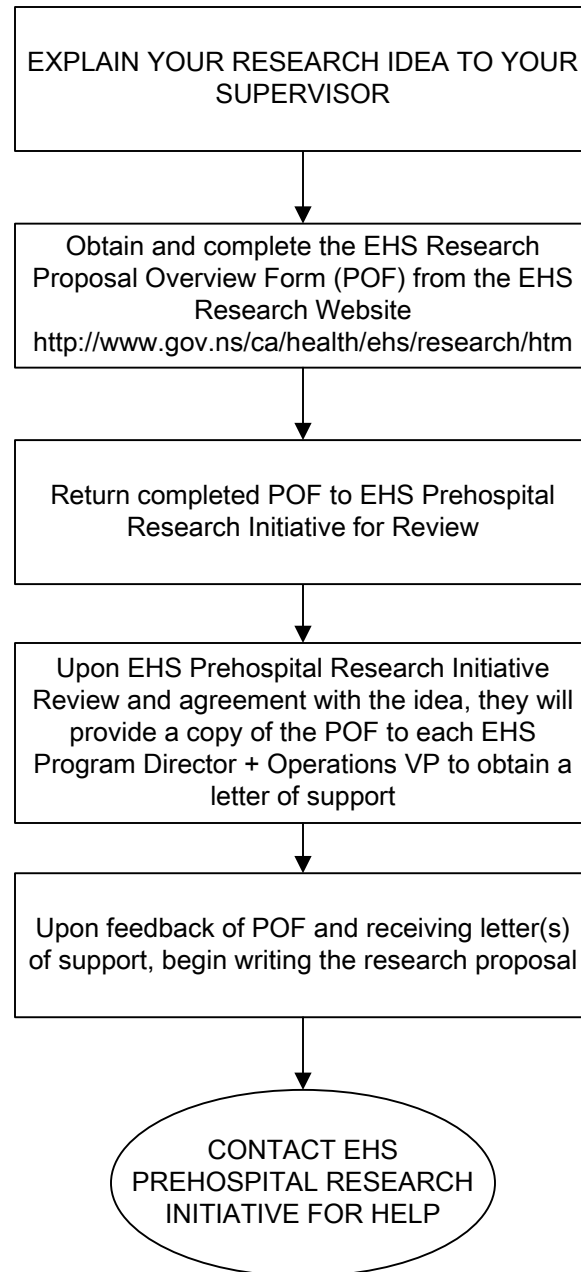 EXPLAIN YOUR RESEARCH IDEA TO YOUR
SUPERVISOR
Obtain and complete the EHS Research
Proposal Overview Form (POF) from the EHS
Research Website
http://www.gov.ns/ca/health/ehs/research/htm
Return completed POF to EHS Prehospital
Research Initiative for Review
Upon EHS Prehospital Research Initiative
Review and agreement with the idea, they will
provide a copy of the POF to each EHS
Program Director + Operations VP to obtain a
letter of support
Upon feedback of POF and receiving letter(s)
of support, begin writing the research proposal
CONTACT EHS
PREHOSPITAL RESEARCH
INITIATIVE FOR HELP